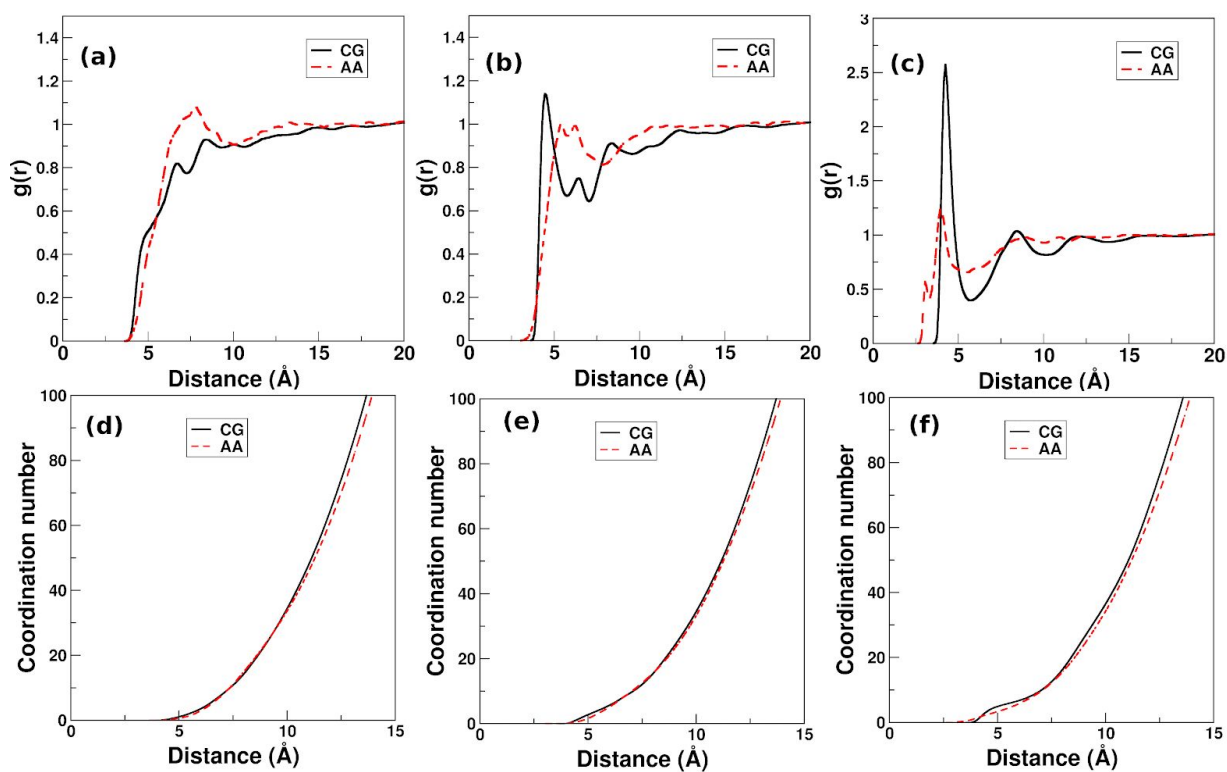 (a)
CG
AA
1.4
1.2
1
0.8
0.6
0.4
0.2
0
g(r)
0 5 10 15 20
Distance (Å)
(b)
CG
AA
1.4
1.2
1
0.8
0.6
0.4
0.2
0
g(r)
0 5 10 15 20
Distance (Å)
(c)
CG
AA
3
2.5
2
1.5
1
0.5
0
g(r)
0 5 10 15 20
Distance (Å)
(d)
CG
AA
100
80
60
40
20
0
Coordination number
0 5 10 15
Distance (Å)
(e)
CG
AA
100
80
60
40
20
0
Coordination number
0 5 10 15
Distance (Å)
(f)
CG
AA
100
80
60
40
20
0
Coordination number
0 5 10 15
Distance (Å)